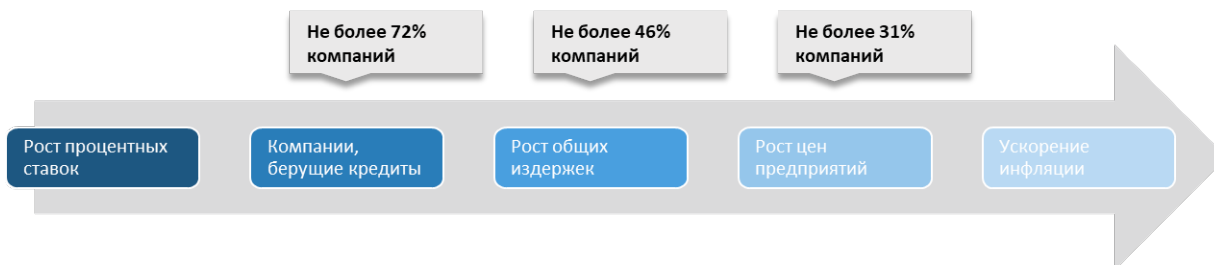 Не более 72%
компаний
Не более 46%
компаний
Не более 31%
компаний
Рост процентных
ставок
Компании,
берущие кредиты
Рост общих
издержек
Рост цен
предприятий
Ускорение
инфляции